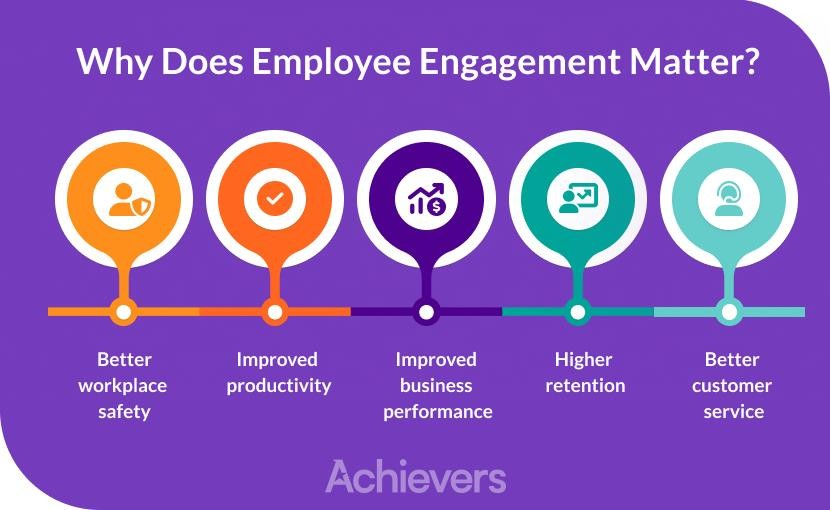 Why Does Employee Engagement Matter?
$
Better
workplace
safety
Improved
productivity
Improved
business
performance
Higher
retention
Better
customer
service
Achievers